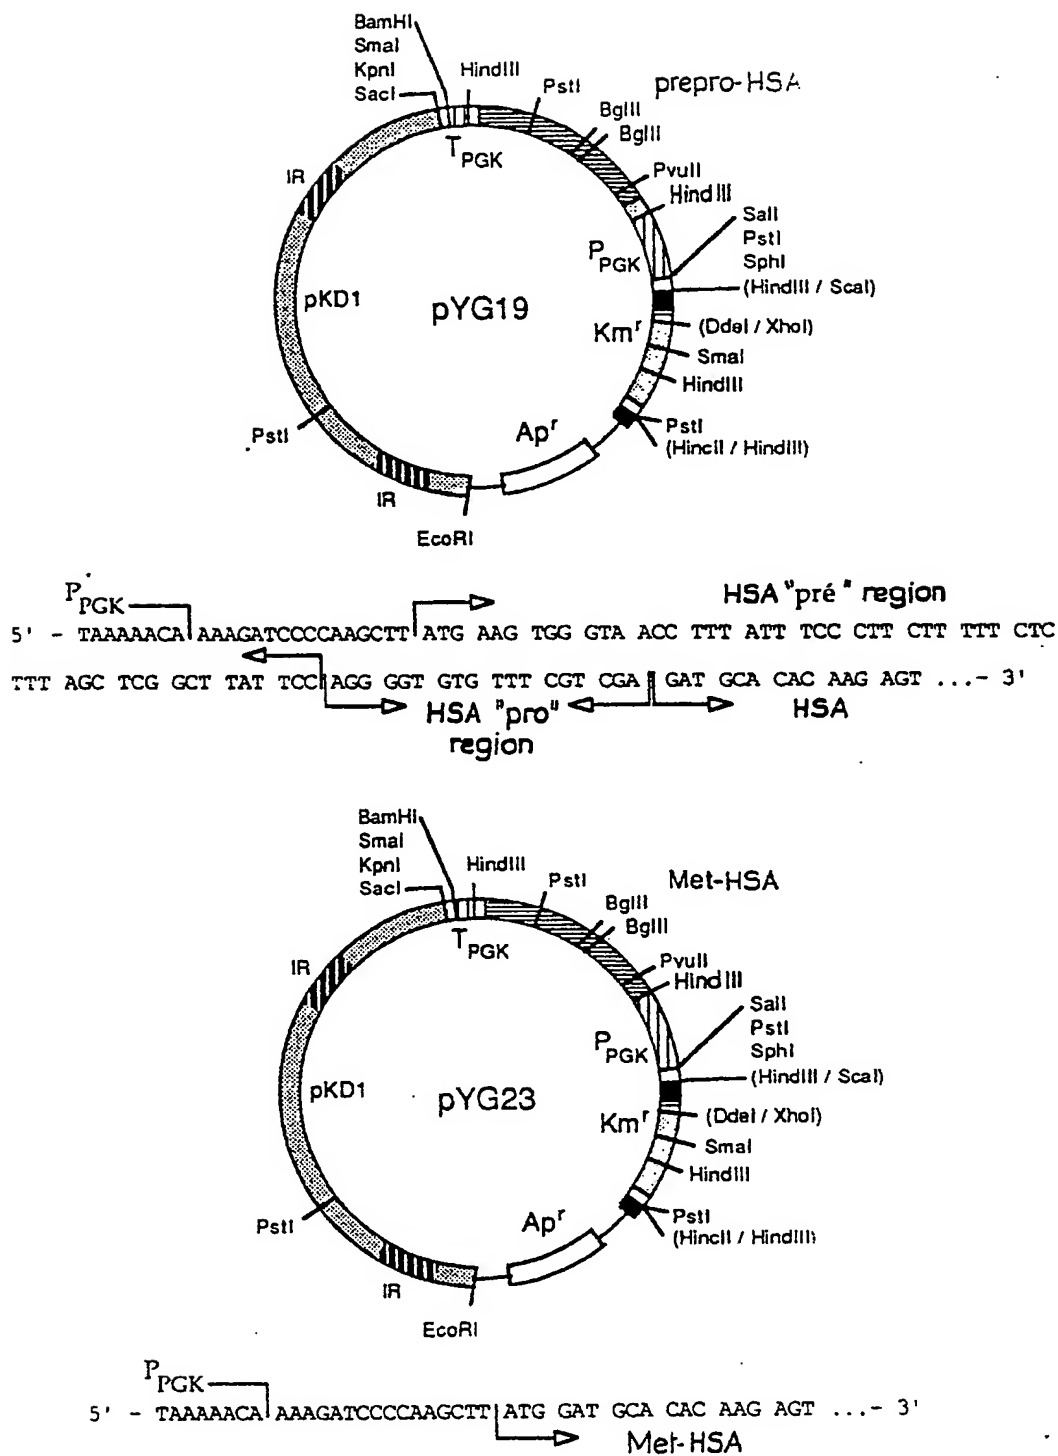 BamHI
SmaI
KpnI
SacI
HindIII
PstI
prepro-HSA
BglII
BglII
PvuII
HindIII
T PGK
IR
SalI
PstI
SphI
(HindIII / ScaI)
P PGK
pKD1
pYG19
Km r
(DdeI / XhoI)
SmaI
HindIII
PstI
(HincII / HindIII)
Ap r
PstI
IR
EcoRI
P PGK
HSA "pré" region
5' - TAAAAACA AAAGATCCCCAAGCTT ATG AAG TGG GTA ACC TTT ATT TCC CTT CTT TTT CTC
TTT AGC TCG GCT TAT TCC AGG GGT GTG TTT CGT CGA GAT GCA CAC AAG AGT ...- 3'
HSA "pro"
region
HSA
BamHI
SmaI
KpnI
SacI
HindIII
PstI
Met-HSA
BglII
BglII
PvuII
HindIII
T PGK
IR
SalI
PstI
SphI
(HindIII / ScaI)
P PGK
pKD1
pYG23
Km r
(DdeI / XhoI)
SmaI
HindIII
PstI
(HincII / HindIII)
Ap r
PstI
IR
EcoRI
P PGK
5' - TAAAAACA AAAGATCCCCAAGCTT ATG GAT GCA CAC AAG AGT ...- 3'
Met-HSA